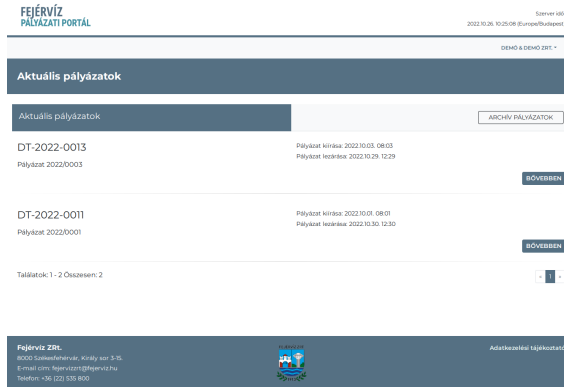 FEJÉRVÍZ
PÁLYÁZATI PORTÁL
Szerver idő
2022.10.26. 10:25:08 (Europe/Budapest
DEMÓ & DEMÓ ZRT.
Aktuális pályázatok
Aktuális pályázatok
ARCHÍV PÁLYÁZATOK
DT-2022-0013
Pályázat 2022/0003
Pályázat kiírása: 2022.10.03. 08:03
Pályázat lezárása: 2022.10.29. 12:29
BŐVEBBEN
DT-2022-0011
Pályázat 2022/0001
Pályázat kiírása: 2022.10.01. 08:01
Pályázat lezárása: 2022.10.30. 12:30
BŐVEBBEN
Találatok: 1 - 2 Összesen: 2
« 1 »
Fejérvíz ZRt.
8000 Székesfehérvár, Király sor 3-15.
E-mail cím: fejervizzrt@fejerviz.hu
Telefon: +36 (22) 535 800
FEJÉRVÍZ ZRT.
Adatkezelési tájékoztató